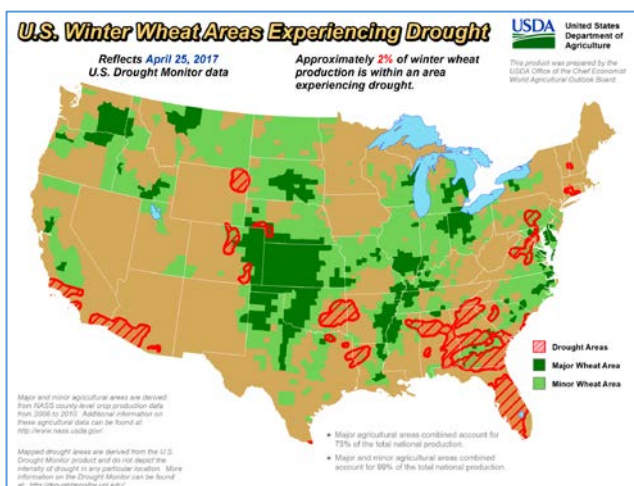 U.S. Winter Wheat Areas Experiencing Drought
USDA
United States
Department of
Agriculture
Reflects April 25, 2017
U.S. Drought Monitor data
Approximately 2% of winter wheat
production is within an area
experiencing drought.
This product was prepared by the
USDA Office of the Chief Economist
World Agricultural Outlook Board
Drought Areas
Major Wheat Area
Minor Wheat Area
Major and minor agricultural areas are derived
from NASS county-level crop production data
from 2006 to 2010. Additional information on
these agricultural data can be found at
http://www.nass.usda.gov/.
Mapped drought areas are derived from the U.S.
Drought Monitor product and do not depict the
intensity of drought in any particular location. More
information on the Drought Monitor can be found
at: http://droughtmonitor.unl.edu/
Major agricultural areas combined account for
75% of the total national production.
Major and minor agricultural areas combined
account for 99% of the total national production.